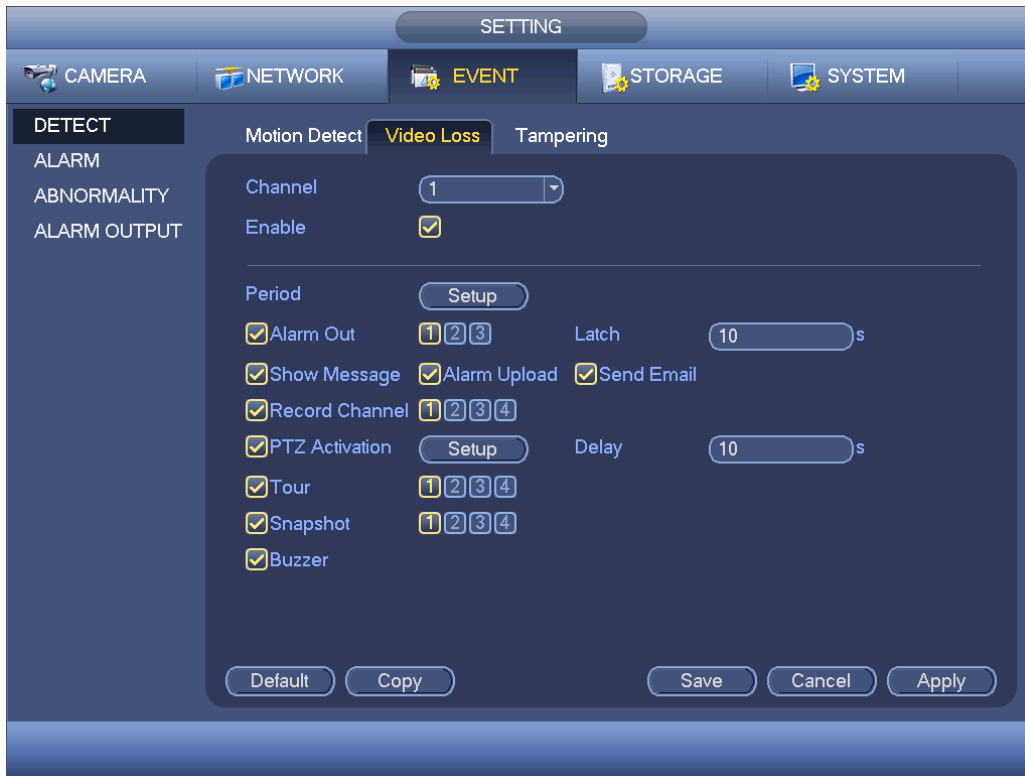 SETTING
CAMERA NETWORK EVENT STORAGE SYSTEM
DETECT
ALARM
ABNORMALITY
ALARM OUTPUT
Motion Detect Video Loss Tampering
Channel 1
Enable
Period Setup
Alarm Out 1 2 3 Latch 10 s
Show Message Alarm Upload Send Email
Record Channel 1 2 3 4
PTZ Activation Setup Delay 10 s
Tour 1 2 3 4
Snapshot 1 2 3 4
Buzzer
Default Copy Save Cancel Apply